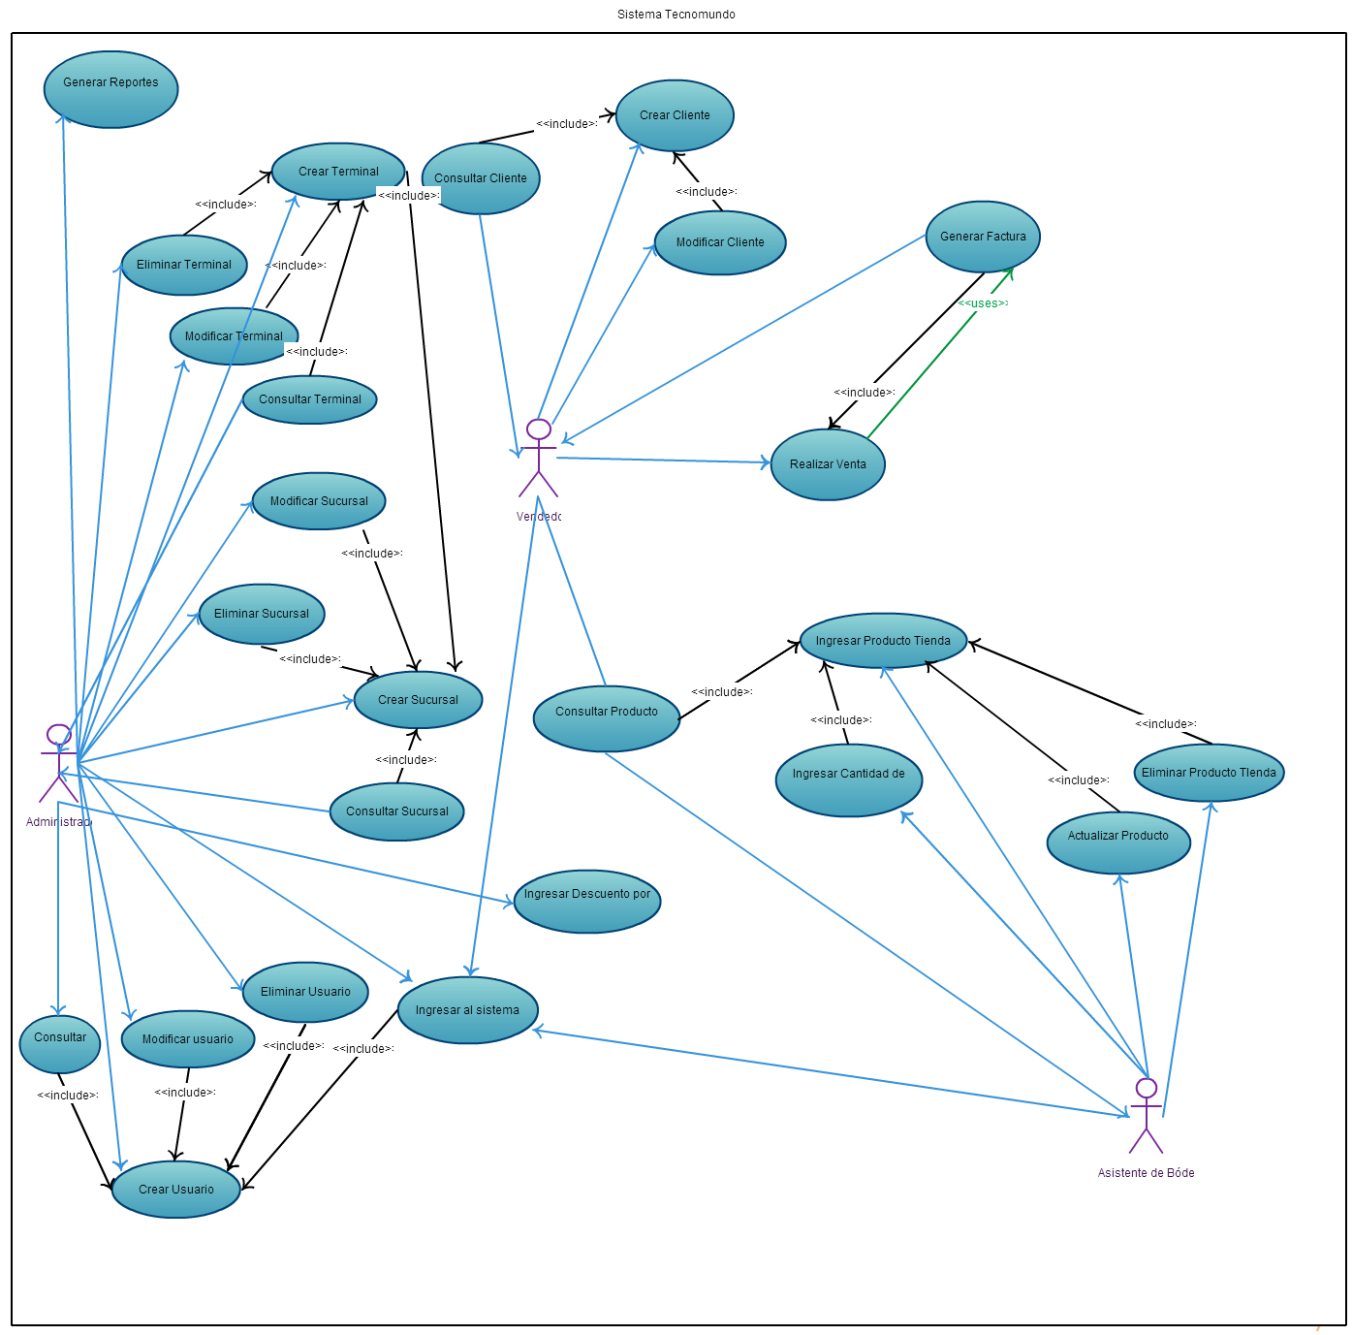 Sistema Tecnomundo
Generar Reportes
Crear Cliente
<<include>:
Crear Terminal
Consultar Cliente
<<include>:
<<include>:
<<include>:
Generar Factura
Modificar Cliente
Eliminar Terminal
<<include>:
<<uses>:
Modificar Terminal
<<include>:
<<include>:
Consultar Terminal
Realizar Venta
Modificar Sucursal
Vendedo
<<include>:
Eliminar Sucursal
Ingresar Producto Tienda
<<include>:
<<include>:
Crear Sucursal
Consultar Producto
<<include>:
<<include>:
<<include>:
Ingresar Cantidad de
Eliminar Producto TIenda
<<include>:
Consultar Sucursal
Administrado
Actualizar Producto
Ingresar Descuento por
Eliminar Usuario
Ingresar al sistema
Consultar
Modificar usuario
<<include>:
<<include>:
<<include>:
<<include>:
Asistente de Bóde
Crear Usuario